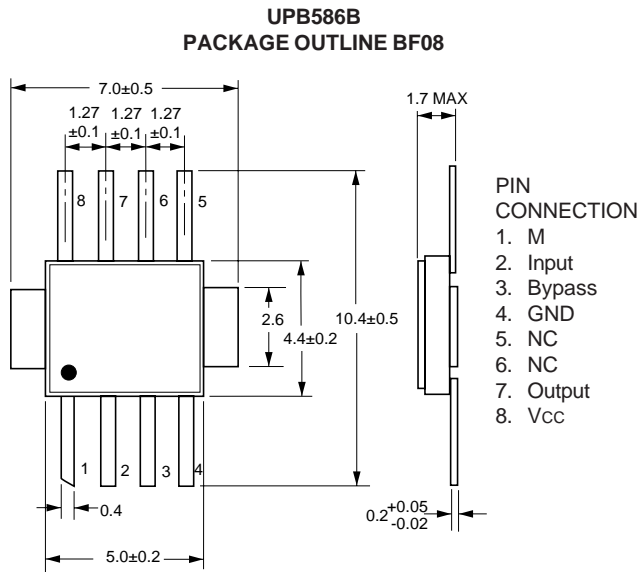 UPB586B
PACKAGE OUTLINE BF08
7.0±0.5
1.27
±0.1
1.27
±0.1
1.27
±0.1
1.7 MAX
8
7
6
5
PIN
CONNECTION
1. M
2. Input
3. Bypass
4. GND
5. NC
6. NC
7. Output
8. VCC
2.6
4.4±0.2
10.4±0.5
1
2
3
4
0.4
0.2+0.05
-0.02
5.0±0.2